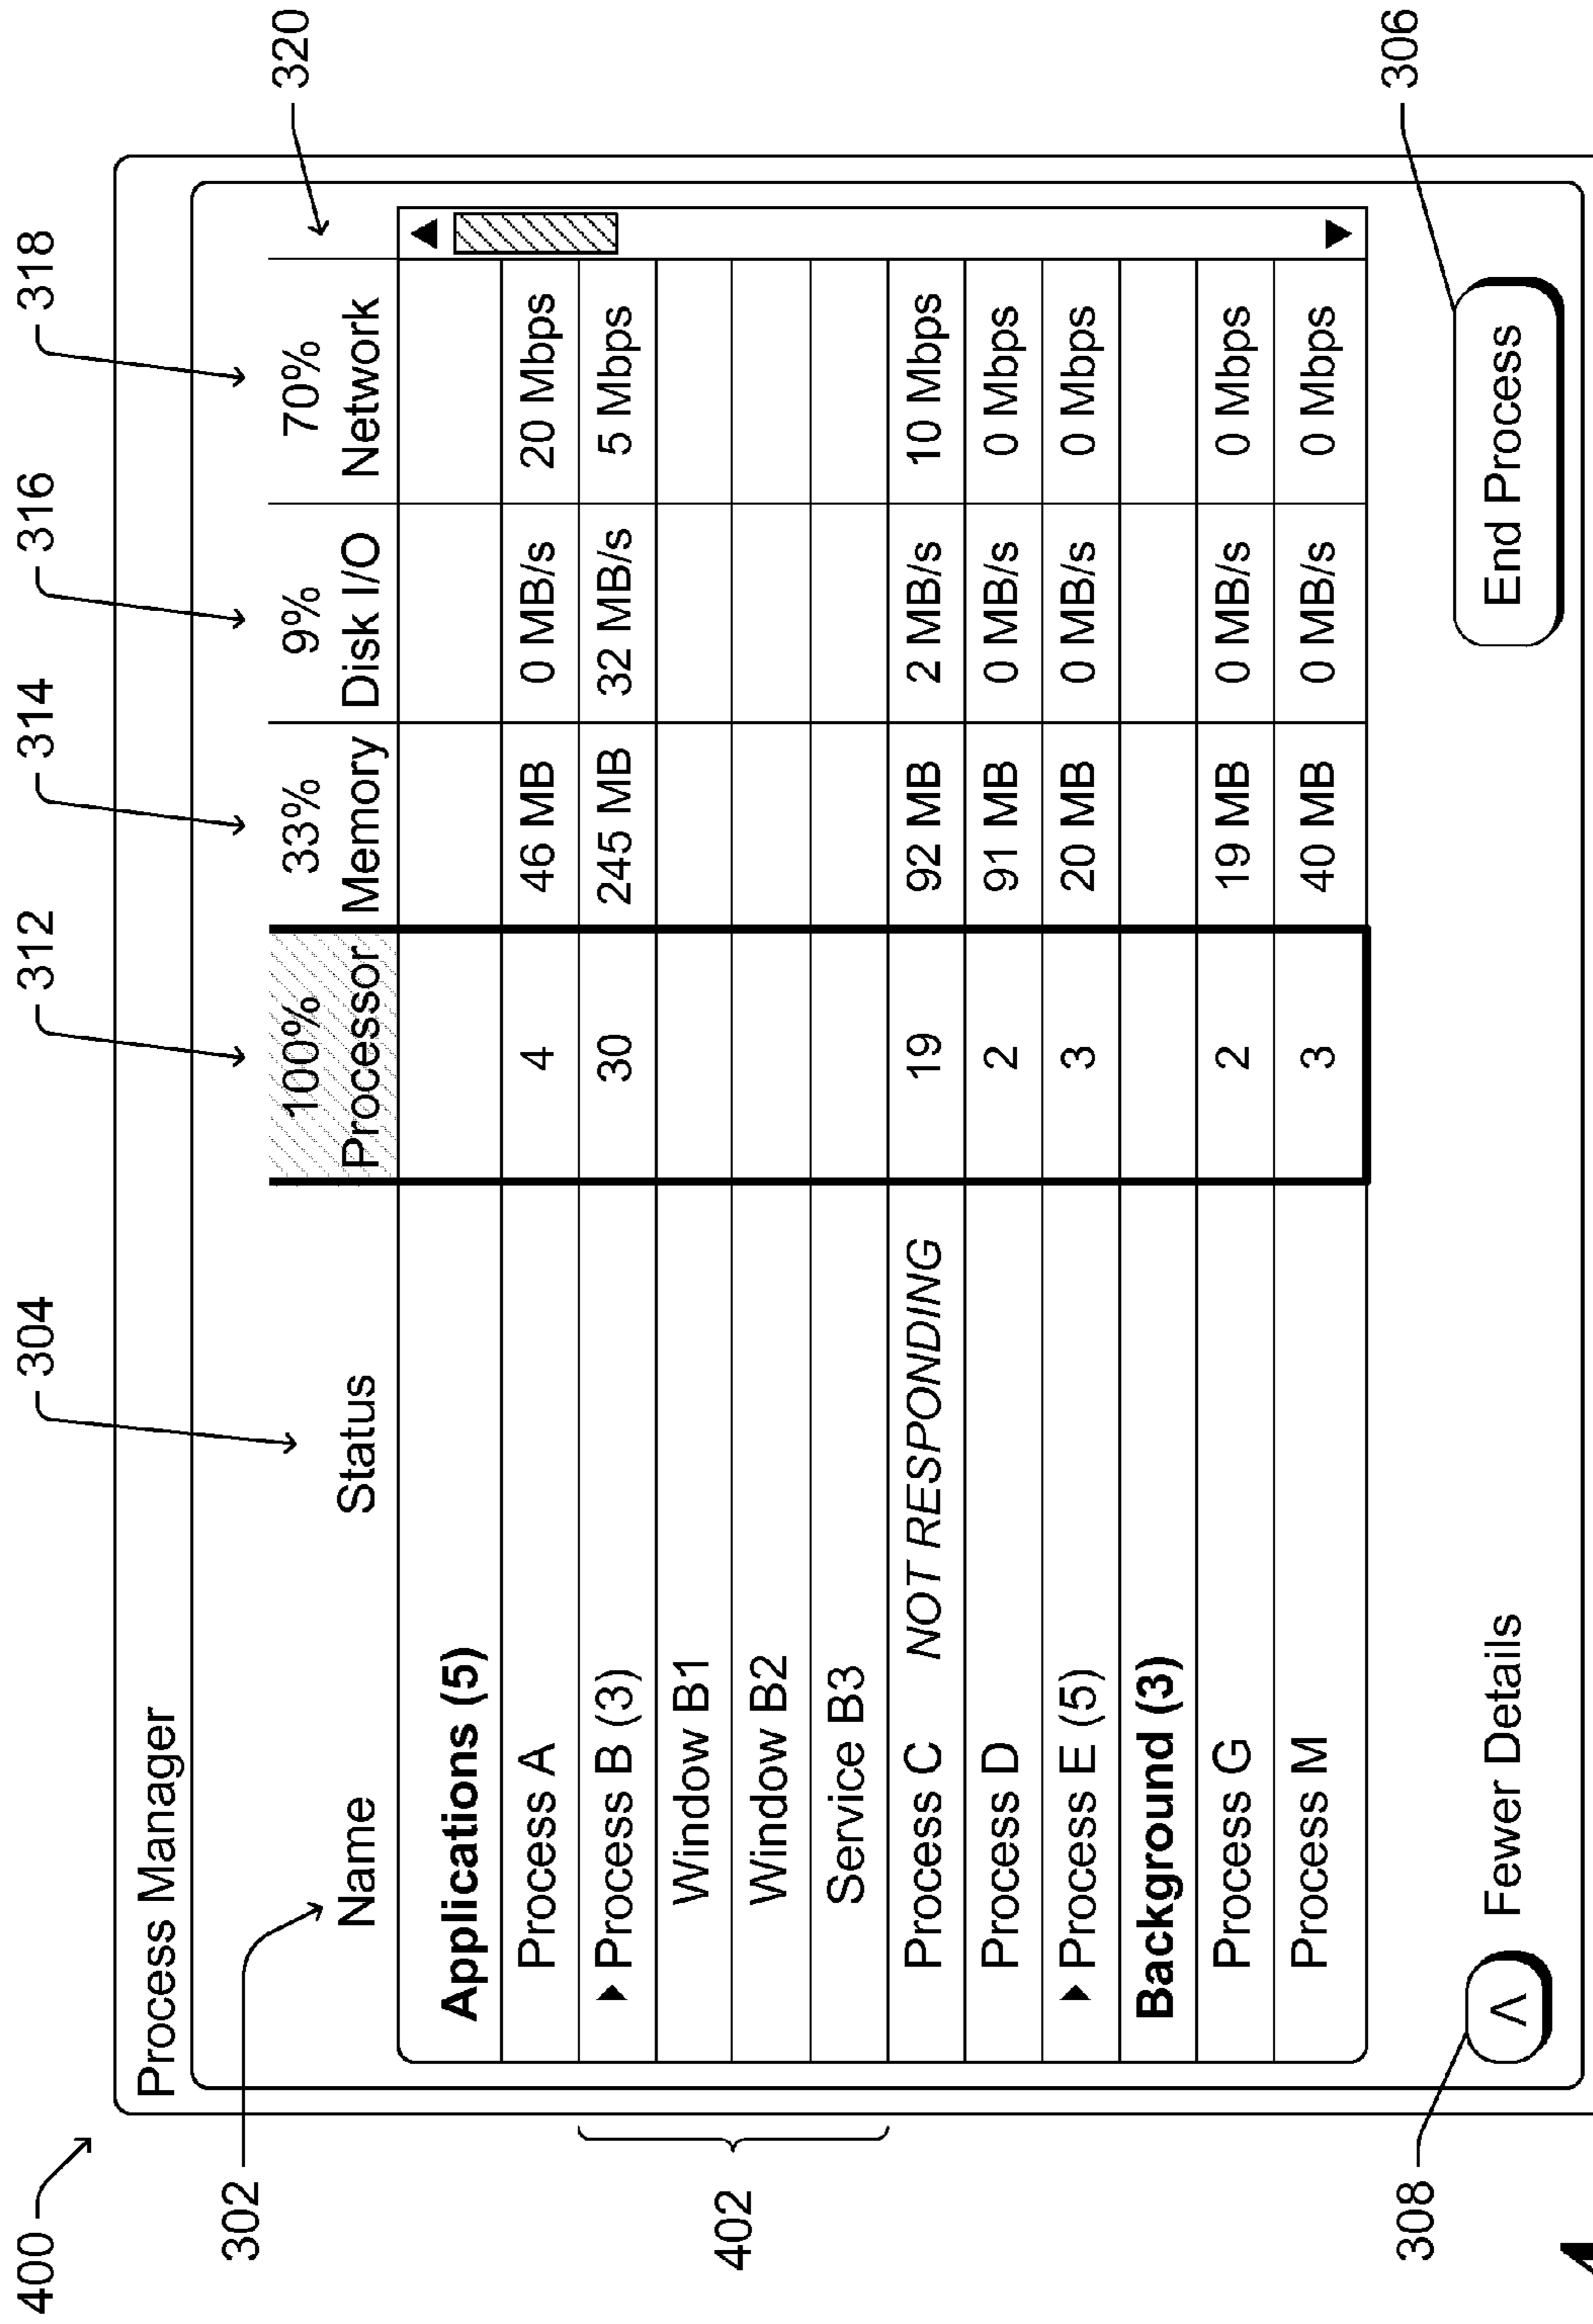 400
304
312
314
316
318
320
Process Manager
302
100% 33% 9% 70%
Name Status Processor Memory Disk I/O Network
Applications (5)
Process A 4 46 MB 0 MB/s 20 Mbps
▶ Process B (3) 30 245 MB 32 MB/s 5 Mbps
Window B1
402
Window B2
Service B3
Process C NOT RESPONDING 19 92 MB 2 MB/s 10 Mbps
Process D 2 91 MB 0 MB/s 0 Mbps
▶ Process E (5) 3 20 MB 0 MB/s 0 Mbps
Background (3)
Process G 2 19 MB 0 MB/s 0 Mbps
Process M 3 40 MB 0 MB/s 0 Mbps
308
306
< Fewer Details
End Process